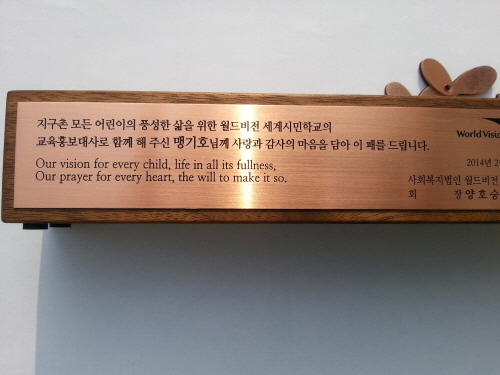 지구촌 모든 어린이의 풍성한 삶을 위한 월드비전 세계시민학교의
교육홍보대사로 함께 해 주신 맹기호님께 사랑과 감사의 마음을 담아 이 패를 드립니다.
Our vision for every child, life in all its fullness,
Our prayer for every heart, the will to make it so.
World Visi
2014년 2
사회복지법인 월드비전
회 장 양호승